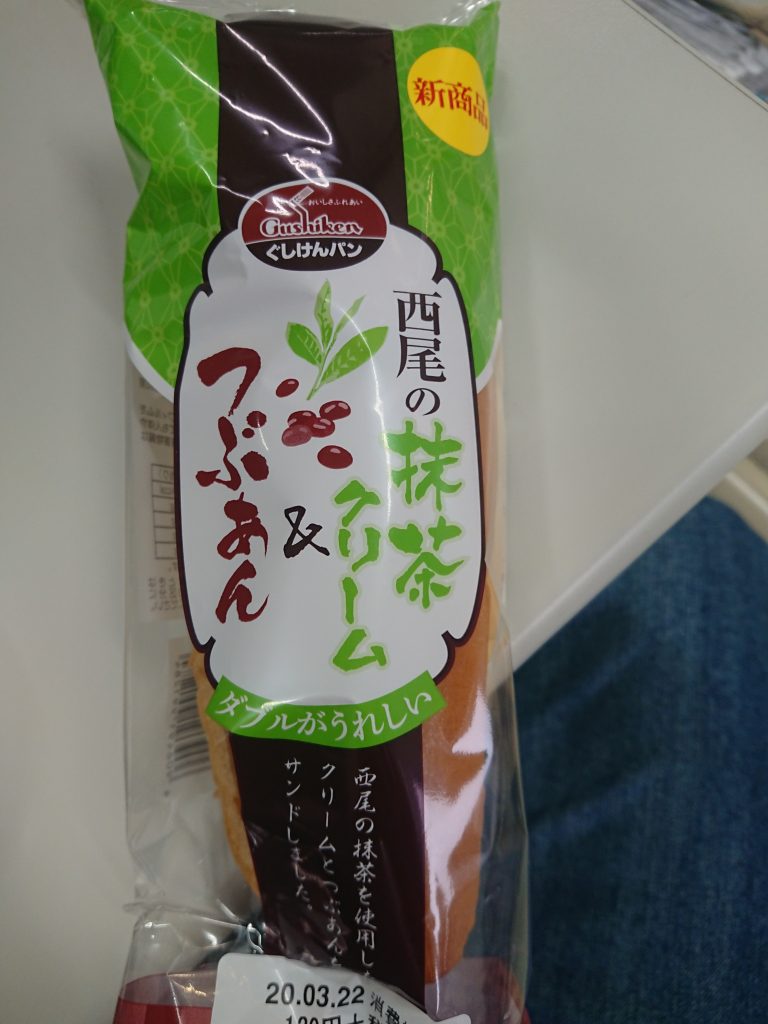 新商品
おいしさふれあい
Gushiken
ぐしけんパン
西尾の
抹茶
クリーム
&
つぶあん
ダブルがうれしい
西尾の抹茶を使用した
クリームとつぶあんを
サンドしました。
20.03.22 消費